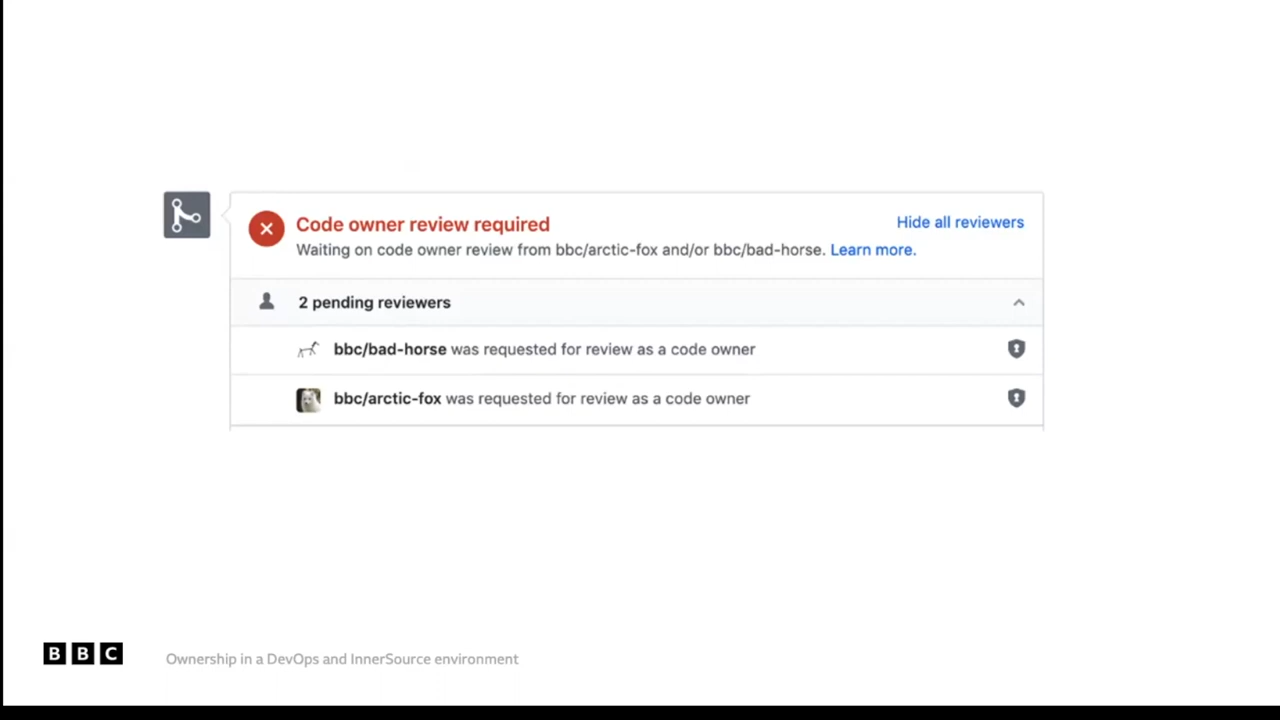 Code owner review required
Hide all reviewers
Waiting on code owner review from bbc/arctic-fox and/or bbc/bad-horse. Learn more.
2 pending reviewers
bbc/bad-horse was requested for review as a code owner
bbc/arctic-fox was requested for review as a code owner
BBC
Ownership in a DevOps and InnerSource environment